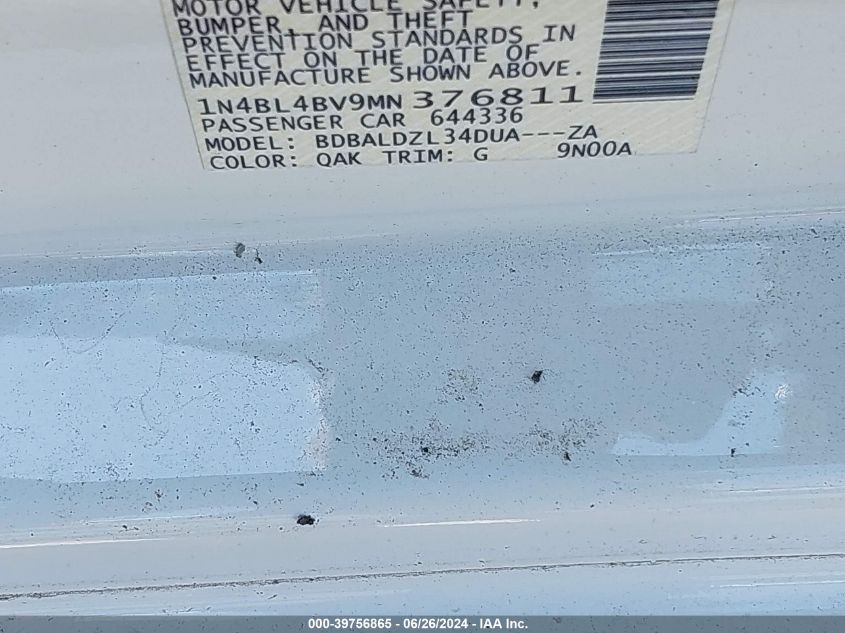 MOTOR VEHICLE SAFETY,
BUMPER, AND THEFT
PREVENTION STANDARDS IN
EFFECT ON THE DATE OF
MANUFACTURE SHOWN ABOVE.
1N4BL4BV9MN 376811
PASSENGER CAR 644336
MODEL: BDBALDZL34DUA---ZA
COLOR: QAK TRIM: G 9N00A
000-39756865 - 06/26/2024 - IAA Inc.